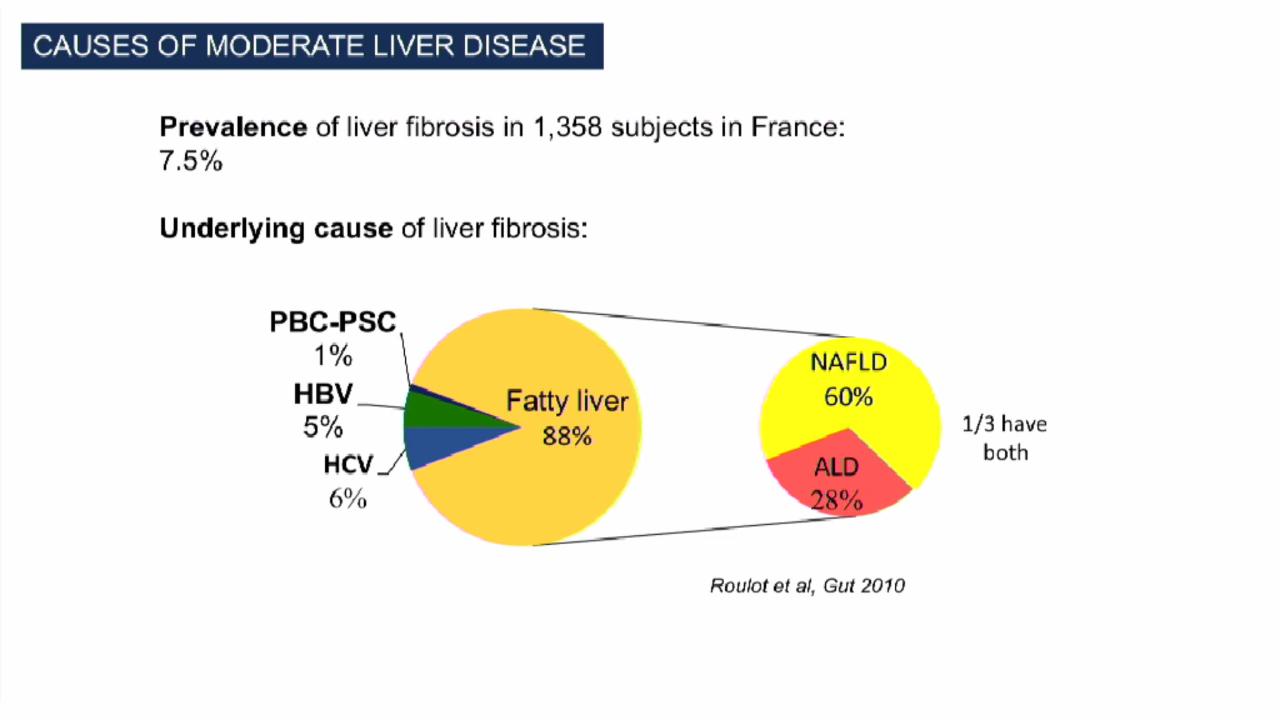 CAUSES OF MODERATE LIVER DISEASE
Prevalence of liver fibrosis in 1,358 subjects in France:
7.5%
Underlying cause of liver fibrosis:
PBC-PSC
1%
HBV
5%
HCV
6%
Fatty liver
88%
NAFLD
60%
ALD
28%
1/3 have
both
Roulot et al, Gut 2010